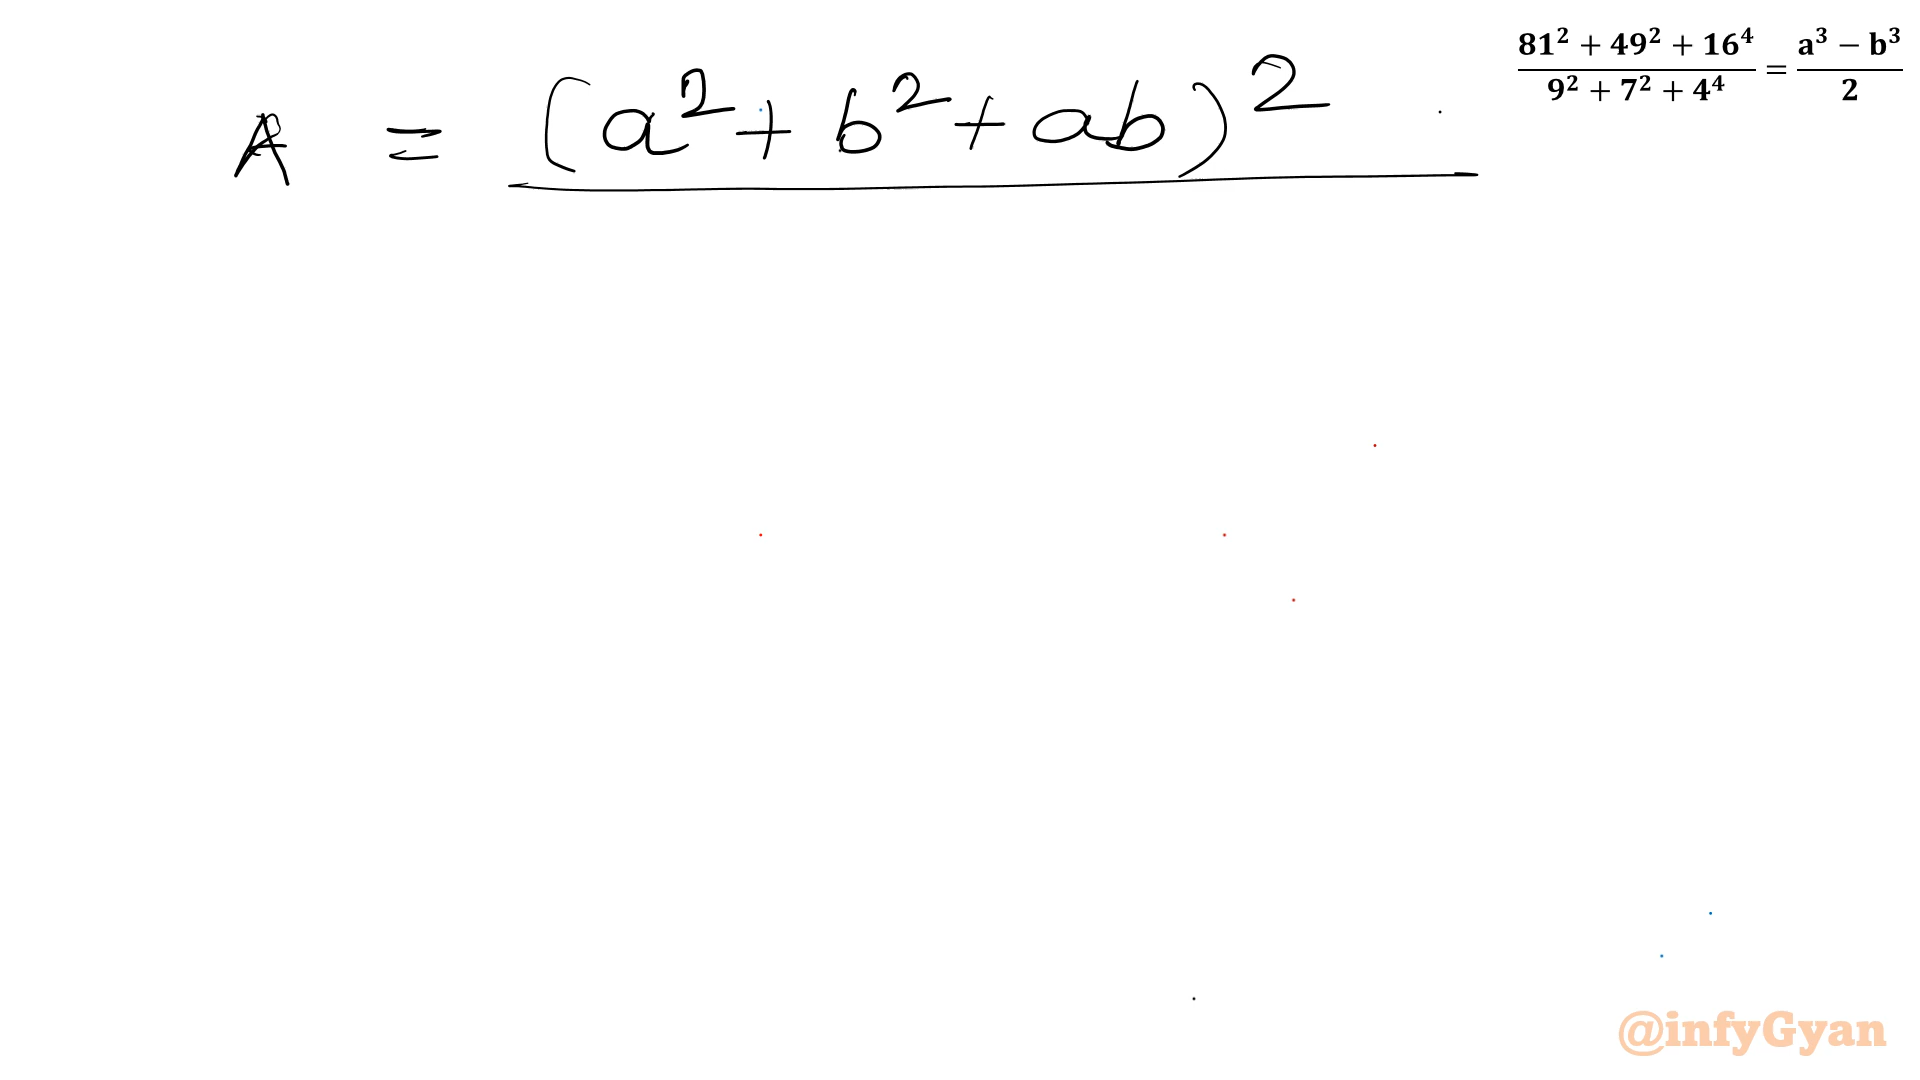 A = (a² + b² + ab)²
81² + 49² + 16⁴ / 9² + 7² + 4⁴ = a³ − b³ / 2
@infyGyan